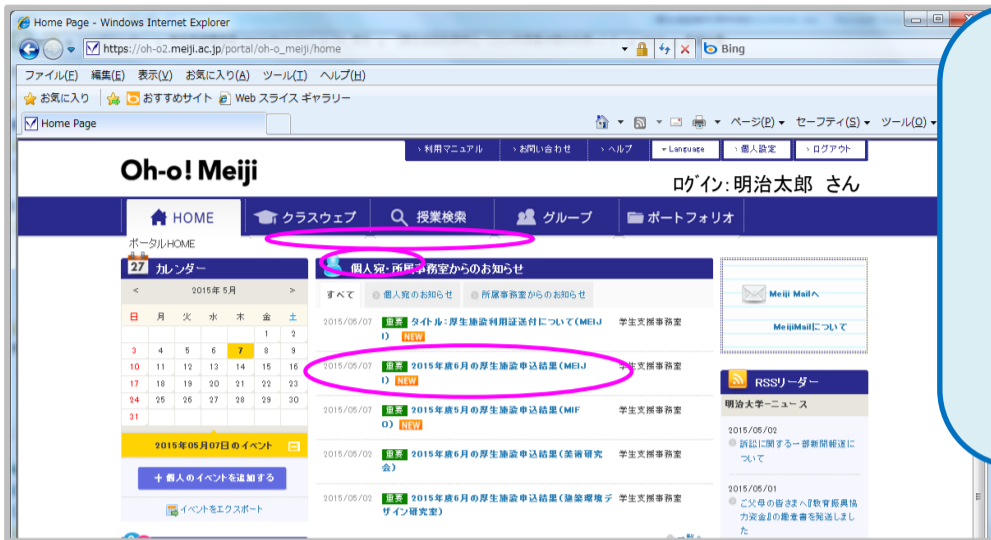 Home Page - Windows Internet Explorer
https://oh-o2.meiji.ac.jp/portal/oh-o_meiji/home
Bing
ファイル(F) 編集(E) 表示(V) お気に入り(A) ツール(T) ヘルプ(H)
お気に入り おすすめサイト Web スライス ギャラリー
Home Page
ページ(P) セーフティ(S) ツール(O)
利用マニュアル お問い合わせ ヘルプ Language 個人設定 ログアウト
Oh-o! Meiji
ログイン:明治太郎 さん
HOME クラスウェブ 授業検索 グループ ポートフォリオ
ポータルHOME
27 カレンダー
< 2015年 5月 >
日 月 火 水 木 金 土
1 2
3 4 5 6 7 8 9
10 11 12 13 14 15 16
17 18 19 20 21 22 23
24 25 26 27 28 29 30
31
2015年05月07日のイベント
+ 個人のイベントを追加する
イベントをエクスポート
個人宛・所属事務室からのお知らせ
すべて 個人宛のお知らせ 所属事務室からのお知らせ
2015/05/07 重要 タイトル:厚生施設利用証送付について(MEIJ 学生支援事務室
I) NEW
2015/05/07 重要 2015年度6月の厚生施設申込結果(MEIJ 学生支援事務室
I) NEW
2015/05/07 重要 2015年度5月の厚生施設申込結果(MIF 学生支援事務室
O) NEW
2015/05/02 重要 2015年度6月の厚生施設申込結果(美術研究 学生支援事務室
会)
2015/05/02 重要 2015年度6月の厚生施設申込結果(建築環境デ 学生支援事務室
ザイン研究室)
Meiji Mailへ
MeijiMailについて
RSSリーダー
明治大学-ニュース
2015/05/02
訴訟に関する一部新聞報道に
ついて
2015/05/01
ご父母の皆さまへ『教育振興協
力資金』の趣意書を発送しまし
た